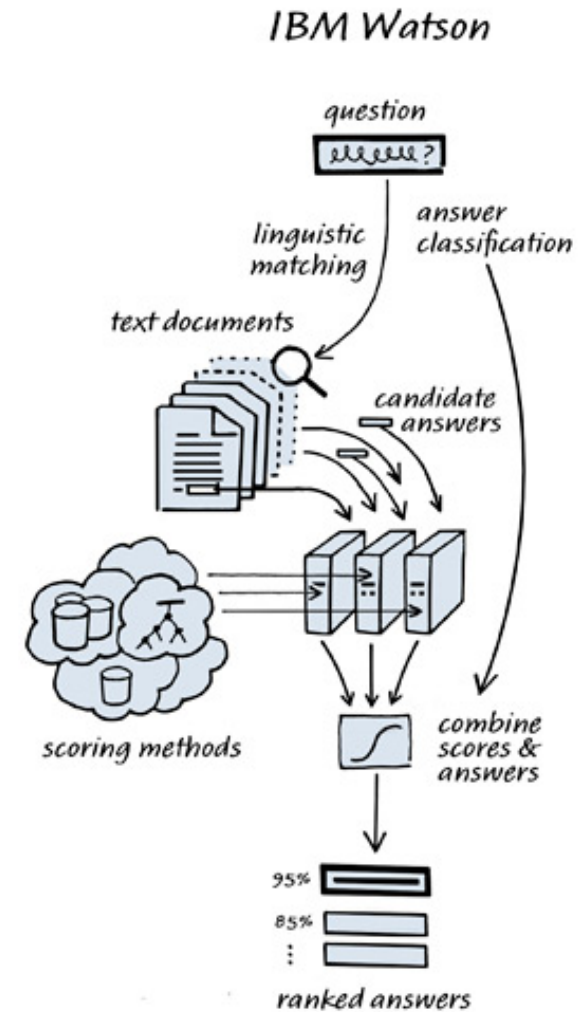 IBM Watson
question
?
linguistic
matching
answer
classification
text documents
candidate
answers
scoring methods
combine
scores &
answers
95%
85%
ranked answers